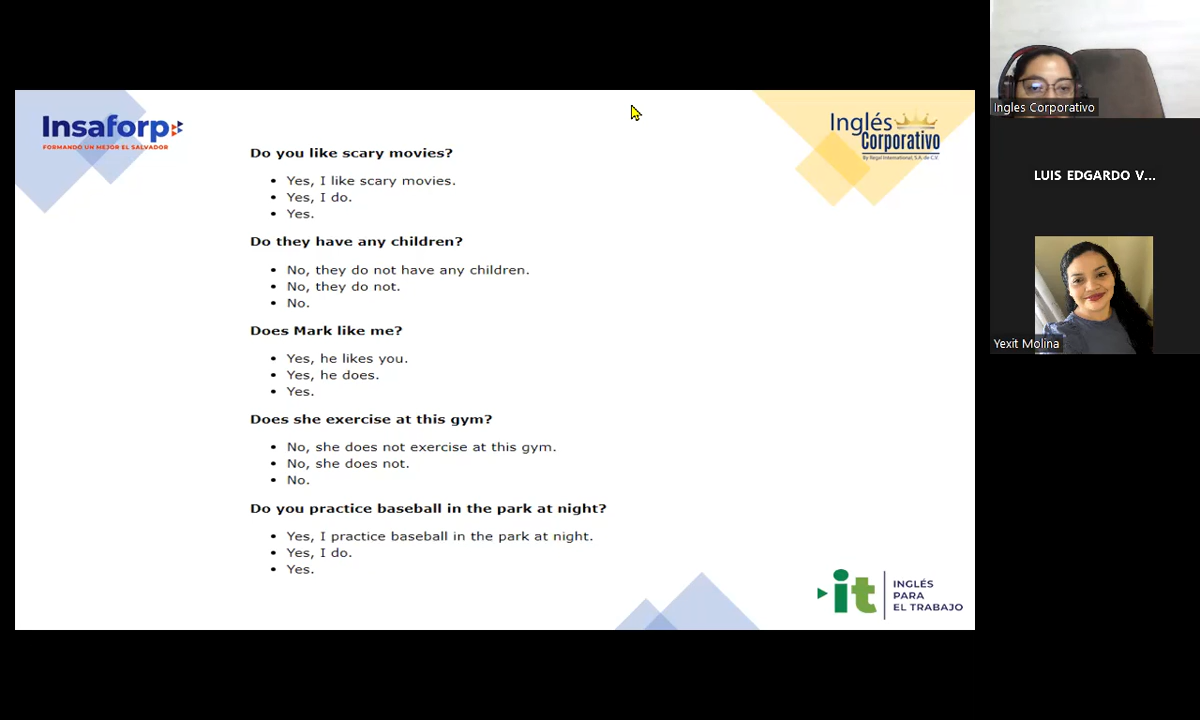 Insaforp
FORMANDO UN MEJOR EL SALVADOR
Inglés
Corporativo
By Regal International, S.A. de C.V.
Do you like scary movies?
• Yes, I like scary movies.
• Yes, I do.
• Yes.
Do they have any children?
• No, they do not have any children.
• No, they do not.
• No.
Does Mark like me?
• Yes, he likes you.
• Yes, he does.
• Yes.
Does she exercise at this gym?
• No, she does not exercise at this gym.
• No, she does not.
• No.
Do you practice baseball in the park at night?
• Yes, I practice baseball in the park at night.
• Yes, I do.
• Yes.
it
INGLÉS
PARA
EL TRABAJO
Ingles Corporativo
LUIS EDGARDO V...
Yexit Molina